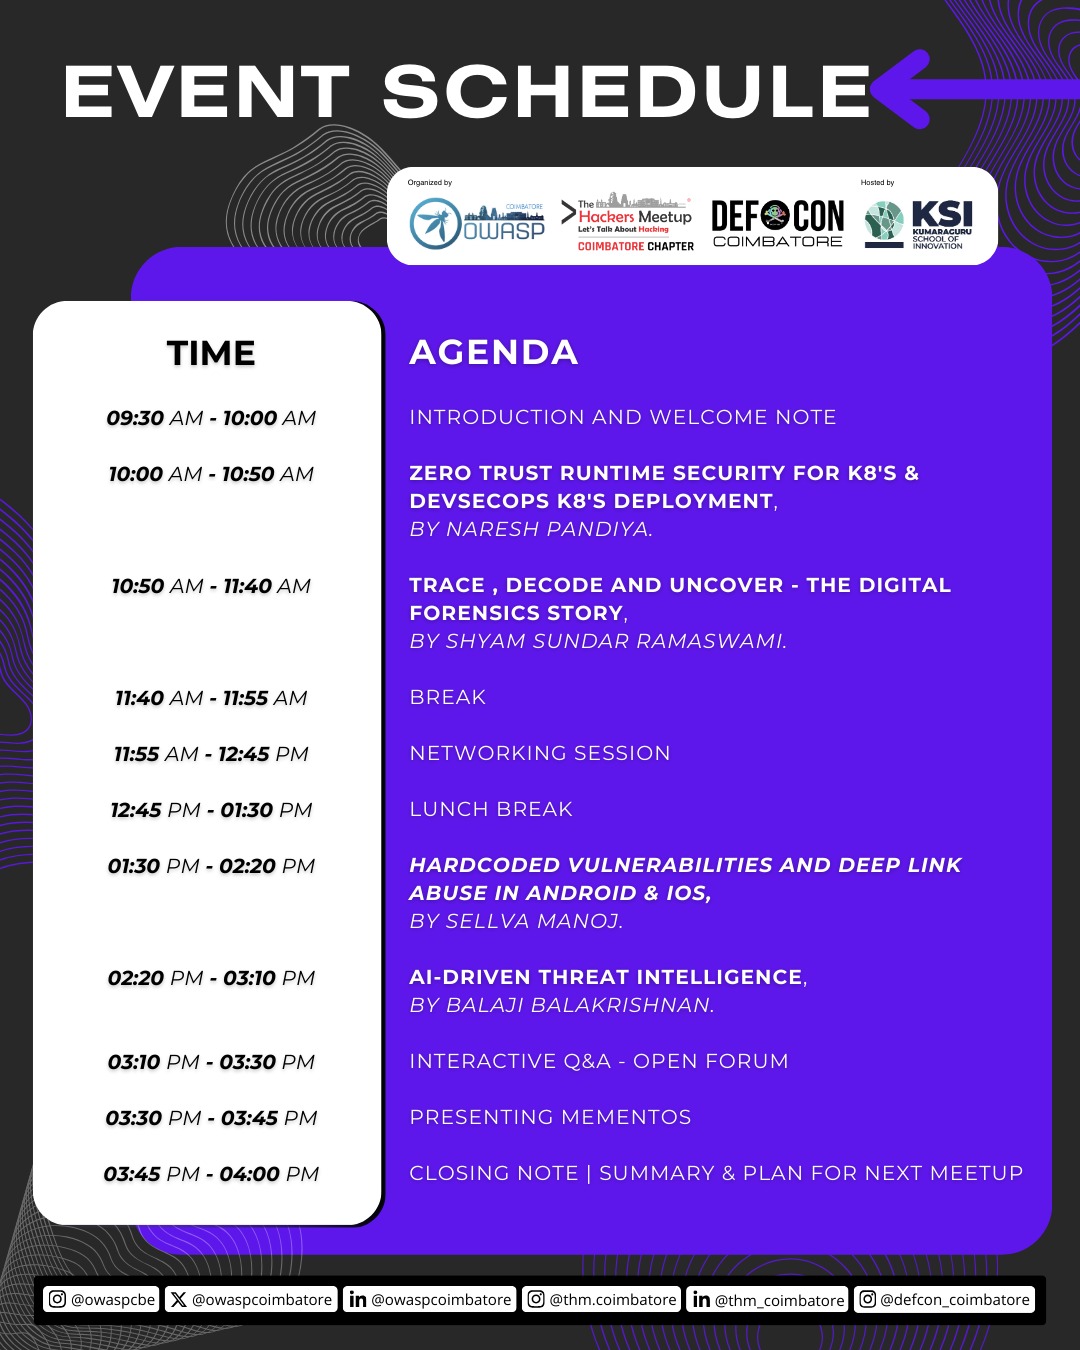 EVENT SCHEDULE
Organized by
Hosted by
COIMBATORE
OWASP
The
Hackers Meetup
Let's Talk About Hacking
COIMBATORE CHAPTER
DEFCON
COIMBATORE
KSI
KUMARAGURU
SCHOOL OF
INNOVATION
TIME
AGENDA
09:30 AM - 10:00 AM
INTRODUCTION AND WELCOME NOTE
10:00 AM - 10:50 AM
ZERO TRUST RUNTIME SECURITY FOR K8'S &
DEVSECOPS K8'S DEPLOYMENT,
BY NARESH PANDIYA.
10:50 AM - 11:40 AM
TRACE , DECODE AND UNCOVER - THE DIGITAL
FORENSICS STORY,
BY SHYAM SUNDAR RAMASWAMI.
11:40 AM - 11:55 AM
BREAK
11:55 AM - 12:45 PM
NETWORKING SESSION
12:45 PM - 01:30 PM
LUNCH BREAK
01:30 PM - 02:20 PM
HARDCODED VULNERABILITIES AND DEEP LINK
ABUSE IN ANDROID & IOS,
BY SELLVA MANOJ.
02:20 PM - 03:10 PM
AI-DRIVEN THREAT INTELLIGENCE,
BY BALAJI BALAKRISHNAN.
03:10 PM - 03:30 PM
INTERACTIVE Q&A - OPEN FORUM
03:30 PM - 03:45 PM
PRESENTING MEMENTOS
03:45 PM - 04:00 PM
CLOSING NOTE | SUMMARY & PLAN FOR NEXT MEETUP
@owaspcbe
@owaspcoimbatore
@owaspcoimbatore
@thm.coimbatore
@thm_coimbatore
@defcon_coimbatore